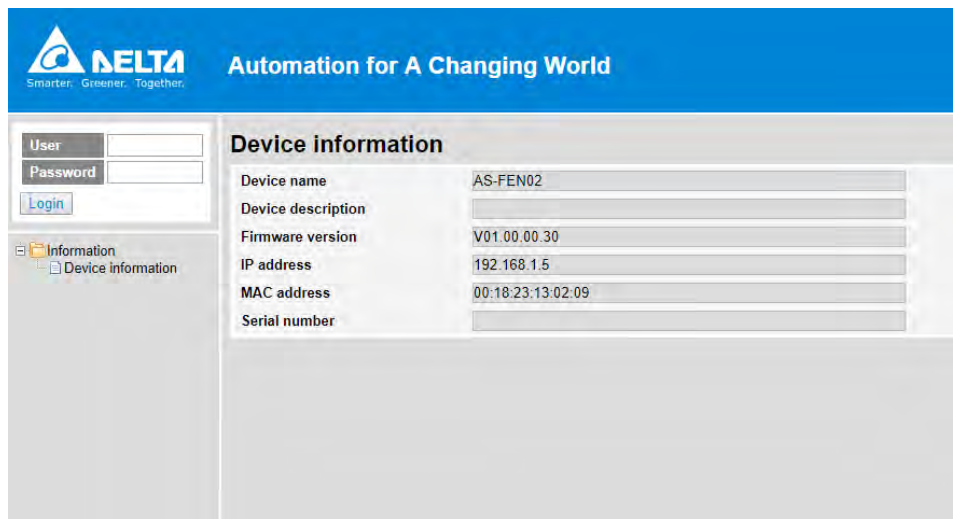 DELTA
Smarter. Greener. Together.
Automation for A Changing World
User
Password
Login
Information
Device information
Device information
Device name AS-FEN02
Device description
Firmware version V01.00.00.30
IP address 192.168.1.5
MAC address 00:18:23:13:02:09
Serial number